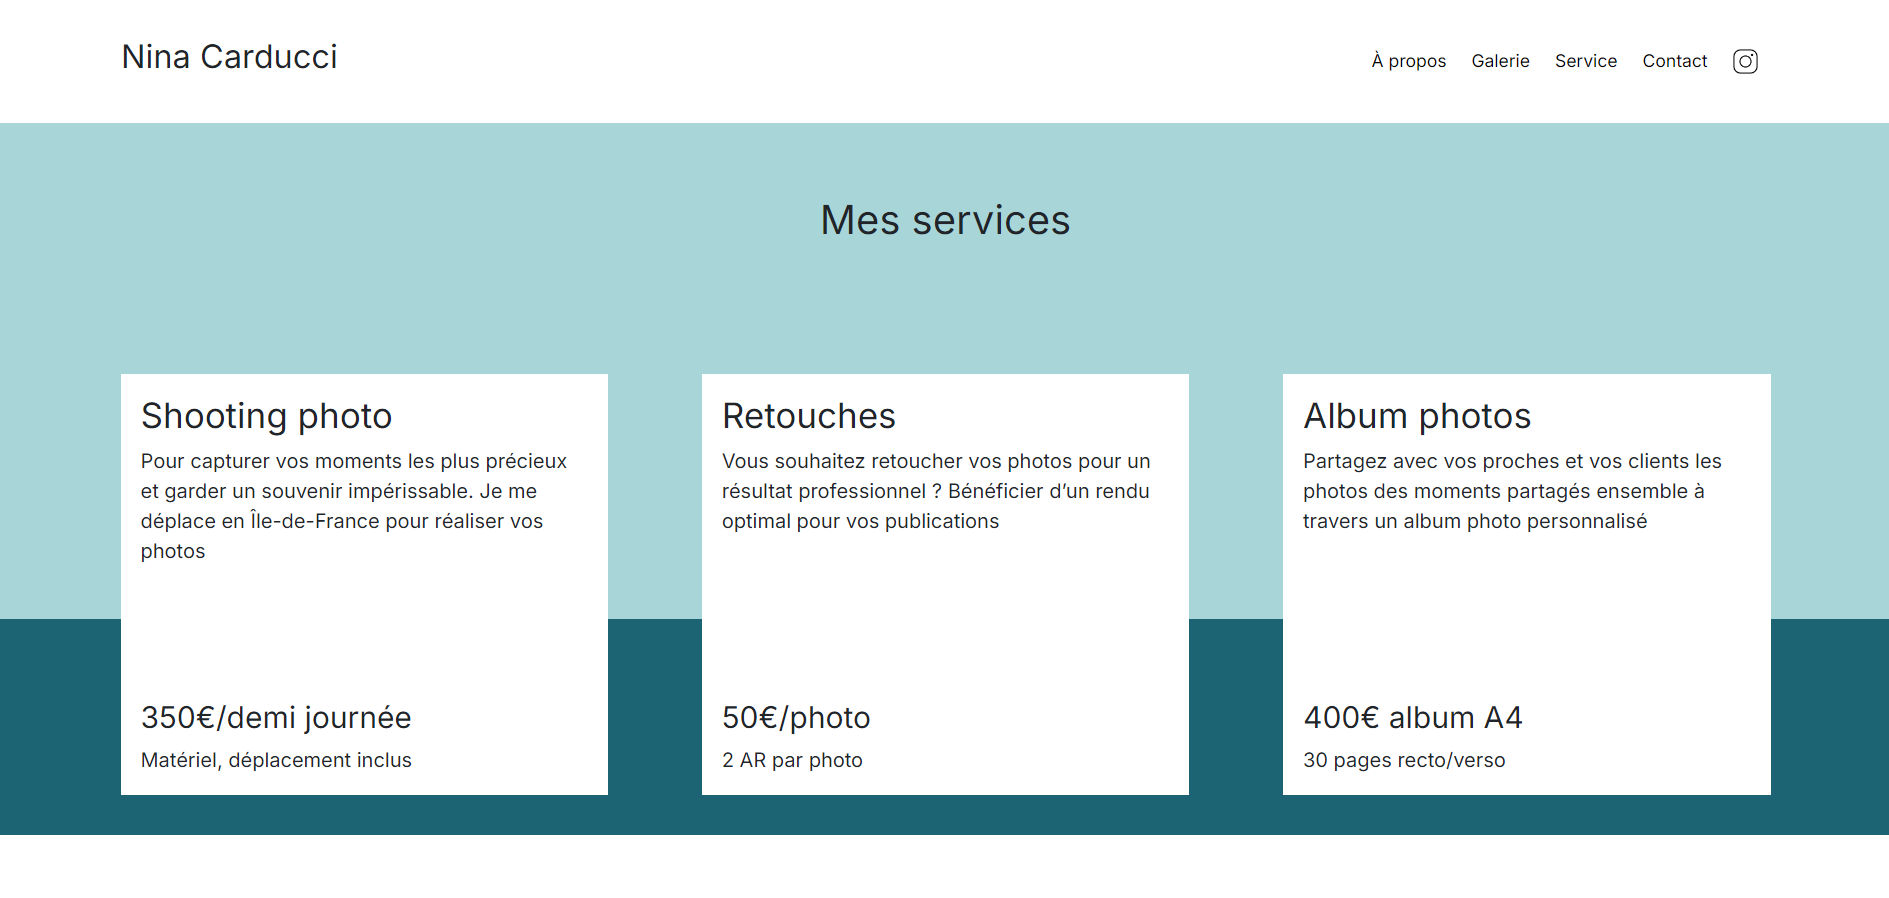 Nina Carducci
À propos Galerie Service Contact
Mes services
Shooting photo
Pour capturer vos moments les plus précieux
et garder un souvenir impérissable. Je me
déplace en Île-de-France pour réaliser vos
photos
350€/demi journée
Matériel, déplacement inclus
Retouches
Vous souhaitez retoucher vos photos pour un
résultat professionnel ? Bénéficier d’un rendu
optimal pour vos publications
50€/photo
2 AR par photo
Album photos
Partagez avec vos proches et vos clients les
photos des moments partagés ensemble à
travers un album photo personnalisé
400€ album A4
30 pages recto/verso